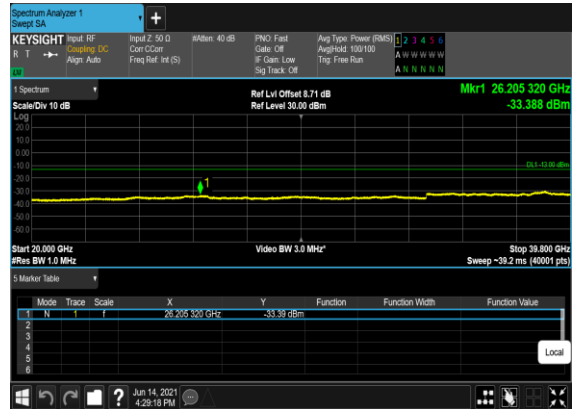 Spectrum Analyzer 1
Swept SA
+
KEYSIGHT Input: RF Input Z: 50 Ω #Atten: 40 dB PNO: Fast Avg Type: Power (RMS) 1 2 3 4 5 6
R T Coupling: DC Corr CCorr Gate: Off Avg|Hold: 100/100 A W W W W W
Align: Auto Freq Ref: Int (S) IF Gain: Low Trig: Free Run A N N N N N
Sig Track: Off
1 Spectrum Ref Lvl Offset 8.71 dB Mkr1 26.205 320 GHz
Scale/Div 10 dB Ref Level 30.00 dBm -33.388 dBm
Log
20.0
10.0
0.00
-10.0 DL1 -13.00 dBm
-20.0
1
-30.0
-40.0
-50.0
-60.0
Start 20.000 GHz Video BW 3.0 MHz* Stop 39.800 GHz
#Res BW 1.0 MHz Sweep ~39.2 ms (40001 pts)
5 Marker Table
Mode Trace Scale X Y Function Function Width Function Value
1 N 1 f 26.205 320 GHz -33.39 dBm
2
3
4
5
6
Local
? Jun 14, 2021
4:29:18 PM